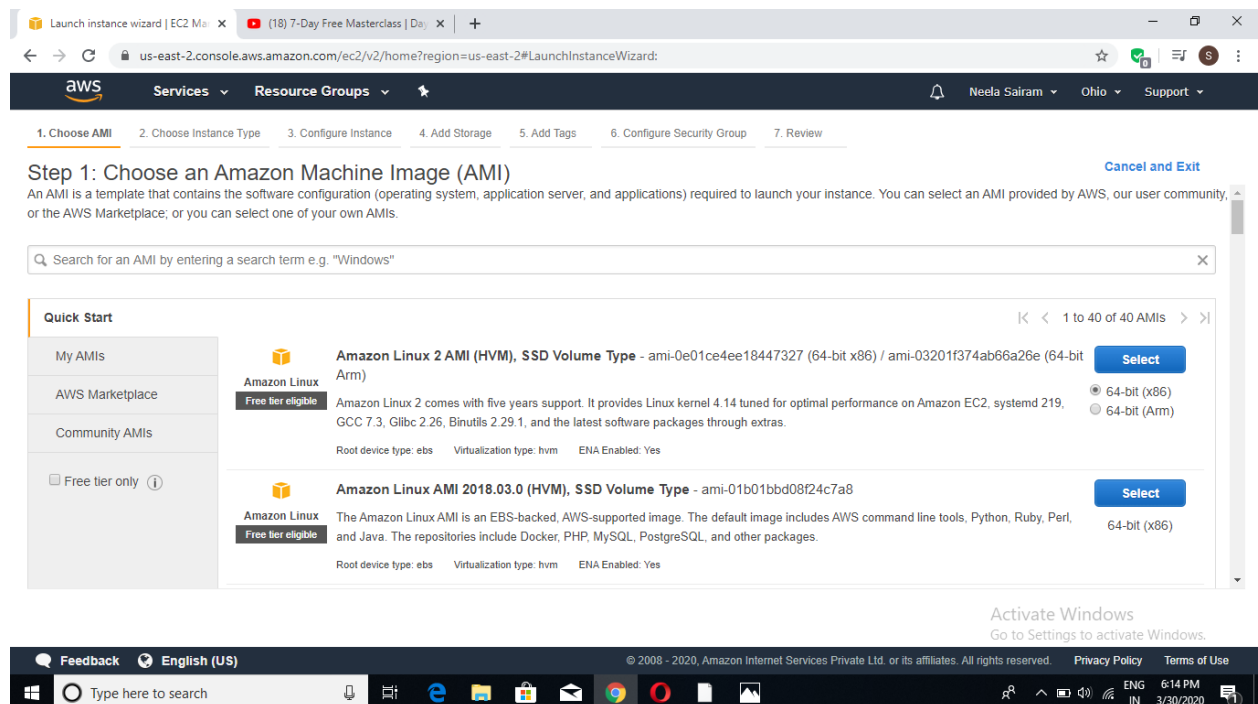 Launch instance wizard | EC2 Ma
(18) 7-Day Free Masterclass | Day
us-east-2.console.aws.amazon.com/ec2/v2/home?region=us-east-2#LaunchInstanceWizard:
0
S
aws
Services
Resource Groups
Neela Sairam
Ohio
Support
1. Choose AMI
2. Choose Instance Type
3. Configure Instance
4. Add Storage
5. Add Tags
6. Configure Security Group
7. Review
Step 1: Choose an Amazon Machine Image (AMI)
Cancel and Exit
An AMI is a template that contains the software configuration (operating system, application server, and applications) required to launch your instance. You can select an AMI provided by AWS, our user community,
or the AWS Marketplace; or you can select one of your own AMIs.
Search for an AMI by entering a search term e.g. "Windows"
Quick Start
1 to 40 of 40 AMIs
My AMIs
AWS Marketplace
Community AMIs
Free tier only
Amazon Linux
Free tier eligible
Amazon Linux 2 AMI (HVM), SSD Volume Type - ami-0e01ce4ee18447327 (64-bit x86) / ami-03201f374ab66a26e (64-bit
Arm)
Amazon Linux 2 comes with five years support. It provides Linux kernel 4.14 tuned for optimal performance on Amazon EC2, systemd 219,
GCC 7.3, Glibc 2.26, Binutils 2.29.1, and the latest software packages through extras.
Root device type: ebs Virtualization type: hvm ENA Enabled: Yes
Select
64-bit (x86)
64-bit (Arm)
Amazon Linux
Free tier eligible
Amazon Linux AMI 2018.03.0 (HVM), SSD Volume Type - ami-01b01bbd08f24c7a8
The Amazon Linux AMI is an EBS-backed, AWS-supported image. The default image includes AWS command line tools, Python, Ruby, Perl,
and Java. The repositories include Docker, PHP, MySQL, PostgreSQL, and other packages.
Root device type: ebs Virtualization type: hvm ENA Enabled: Yes
Select
64-bit (x86)
Activate Windows
Go to Settings to activate Windows.
Feedback
English (US)
© 2008 - 2020, Amazon Internet Services Private Ltd. or its affiliates. All rights reserved.
Privacy Policy
Terms of Use
Type here to search
ENG
IN
6:14 PM
3/30/2020
1